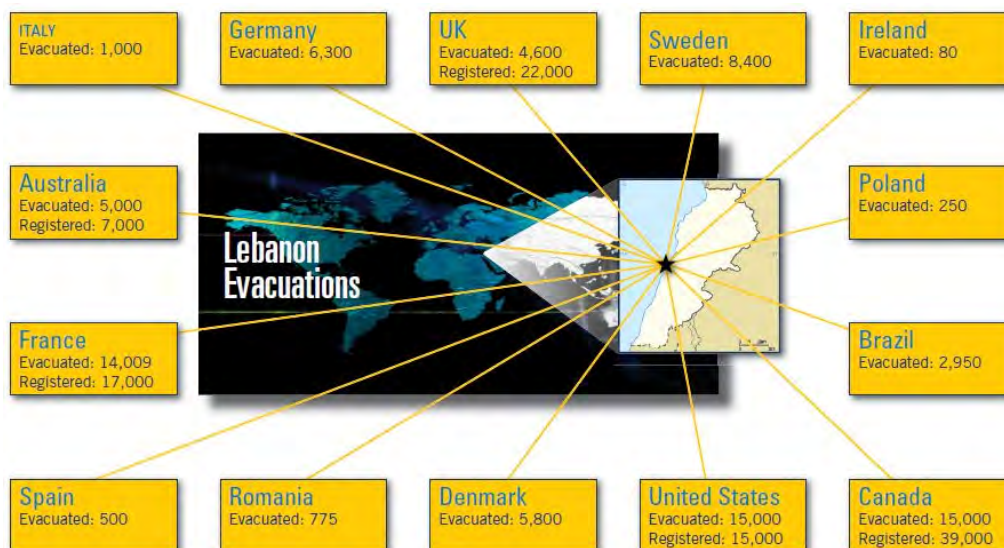 ITALY
Evacuated: 1,000
Germany
Evacuated: 6,300
UK
Evacuated: 4,600
Registered: 22,000
Sweden
Evacuated: 8,400
Ireland
Evacuated: 80
Australia
Evacuated: 5,000
Registered: 7,000
Lebanon
Evacuations
Poland
Evacuated: 250
France
Evacuated: 14,009
Registered: 17,000
Brazil
Evacuated: 2,950
Spain
Evacuated: 500
Romania
Evacuated: 775
Denmark
Evacuated: 5,800
United States
Evacuated: 15,000
Registered: 15,000
Canada
Evacuated: 15,000
Registered: 39,000